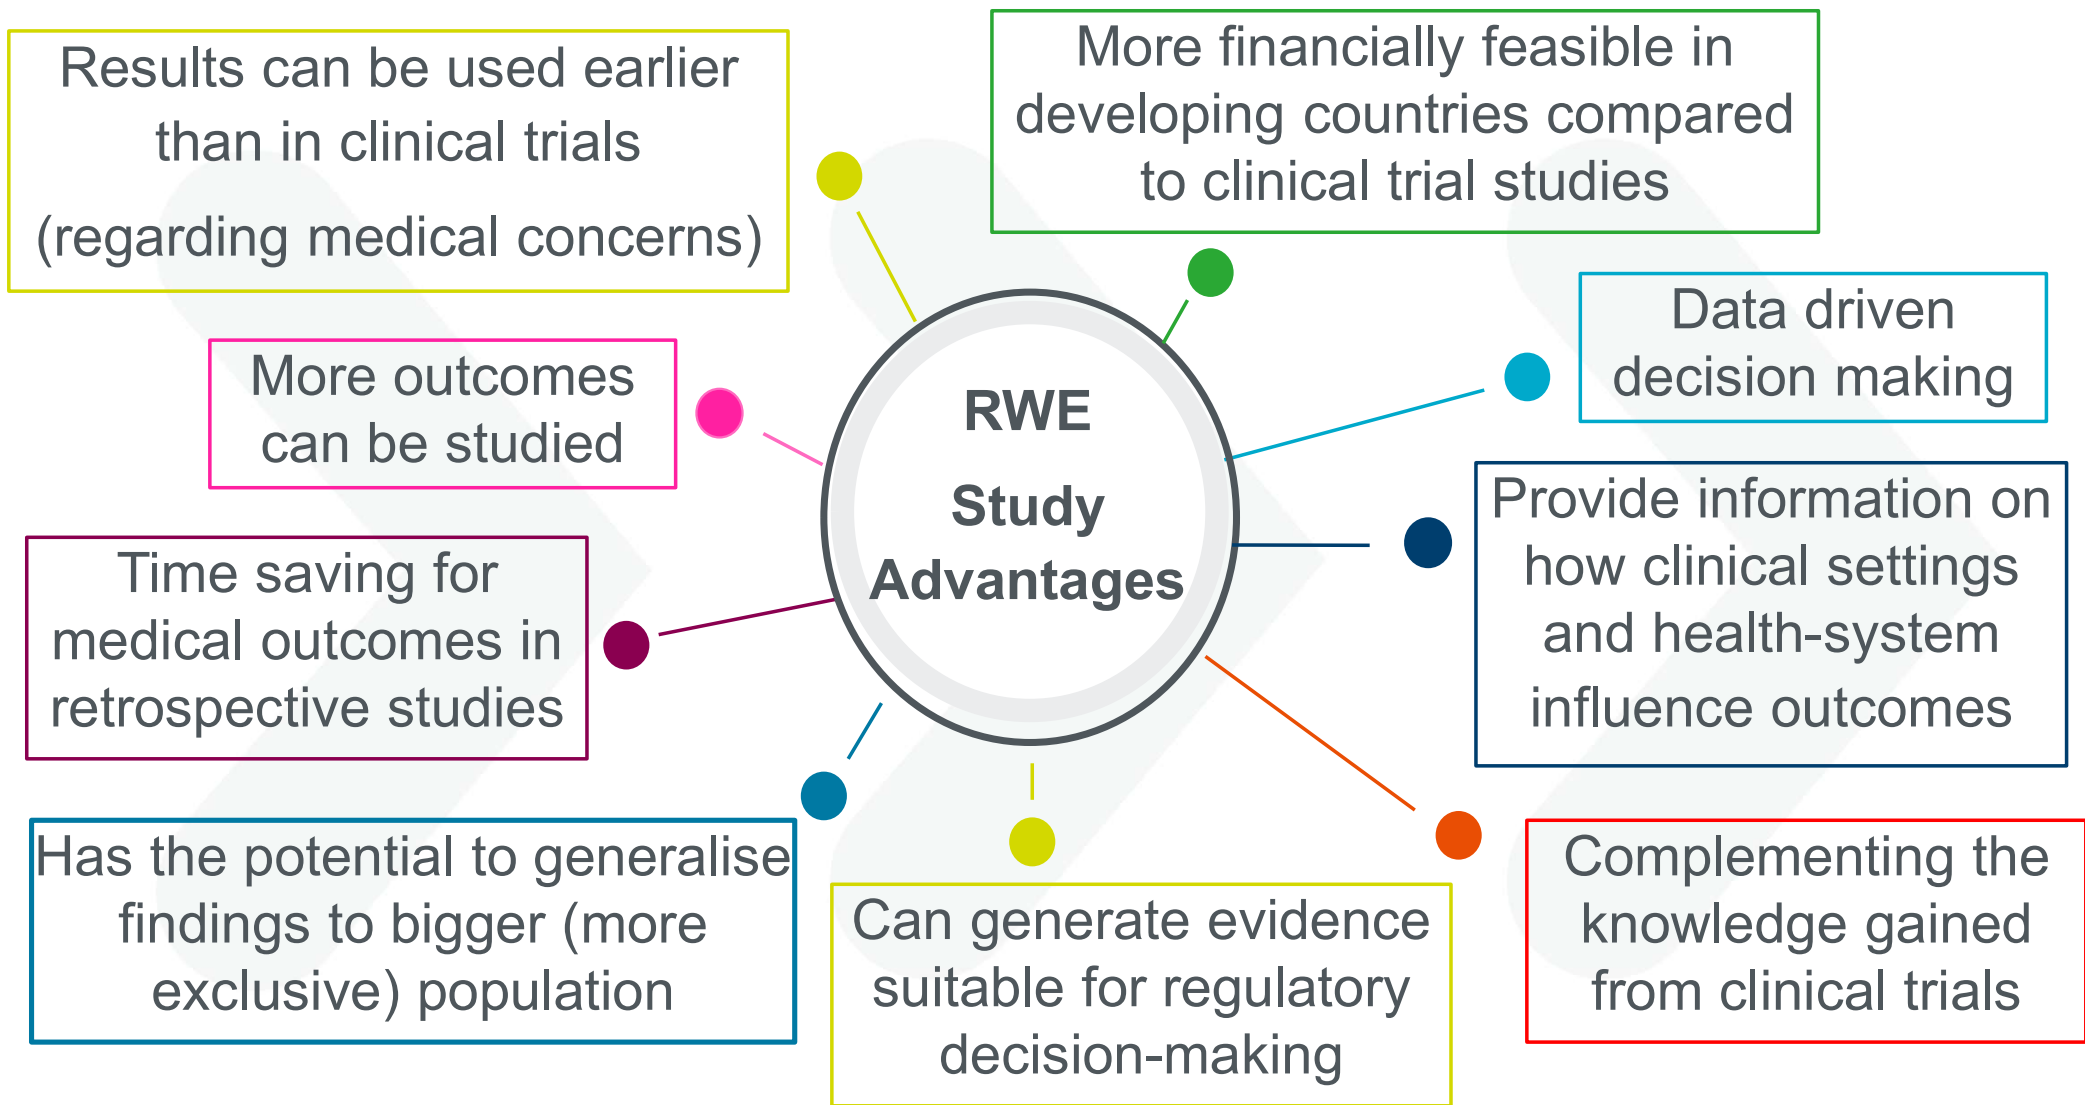 Results can be used earlier
than in clinical trials
(regarding medical concerns)
More financially feasible in
developing countries compared
to clinical trial studies
Data driven
decision making
More outcomes
can be studied
RWE
Study
Advantages
Provide information on
how clinical settings
and health-system
influence outcomes
Time saving for
medical outcomes in
retrospective studies
Has the potential to generalise
findings to bigger (more
exclusive) population
Can generate evidence
suitable for regulatory
decision-making
Complementing the
knowledge gained
from clinical trials